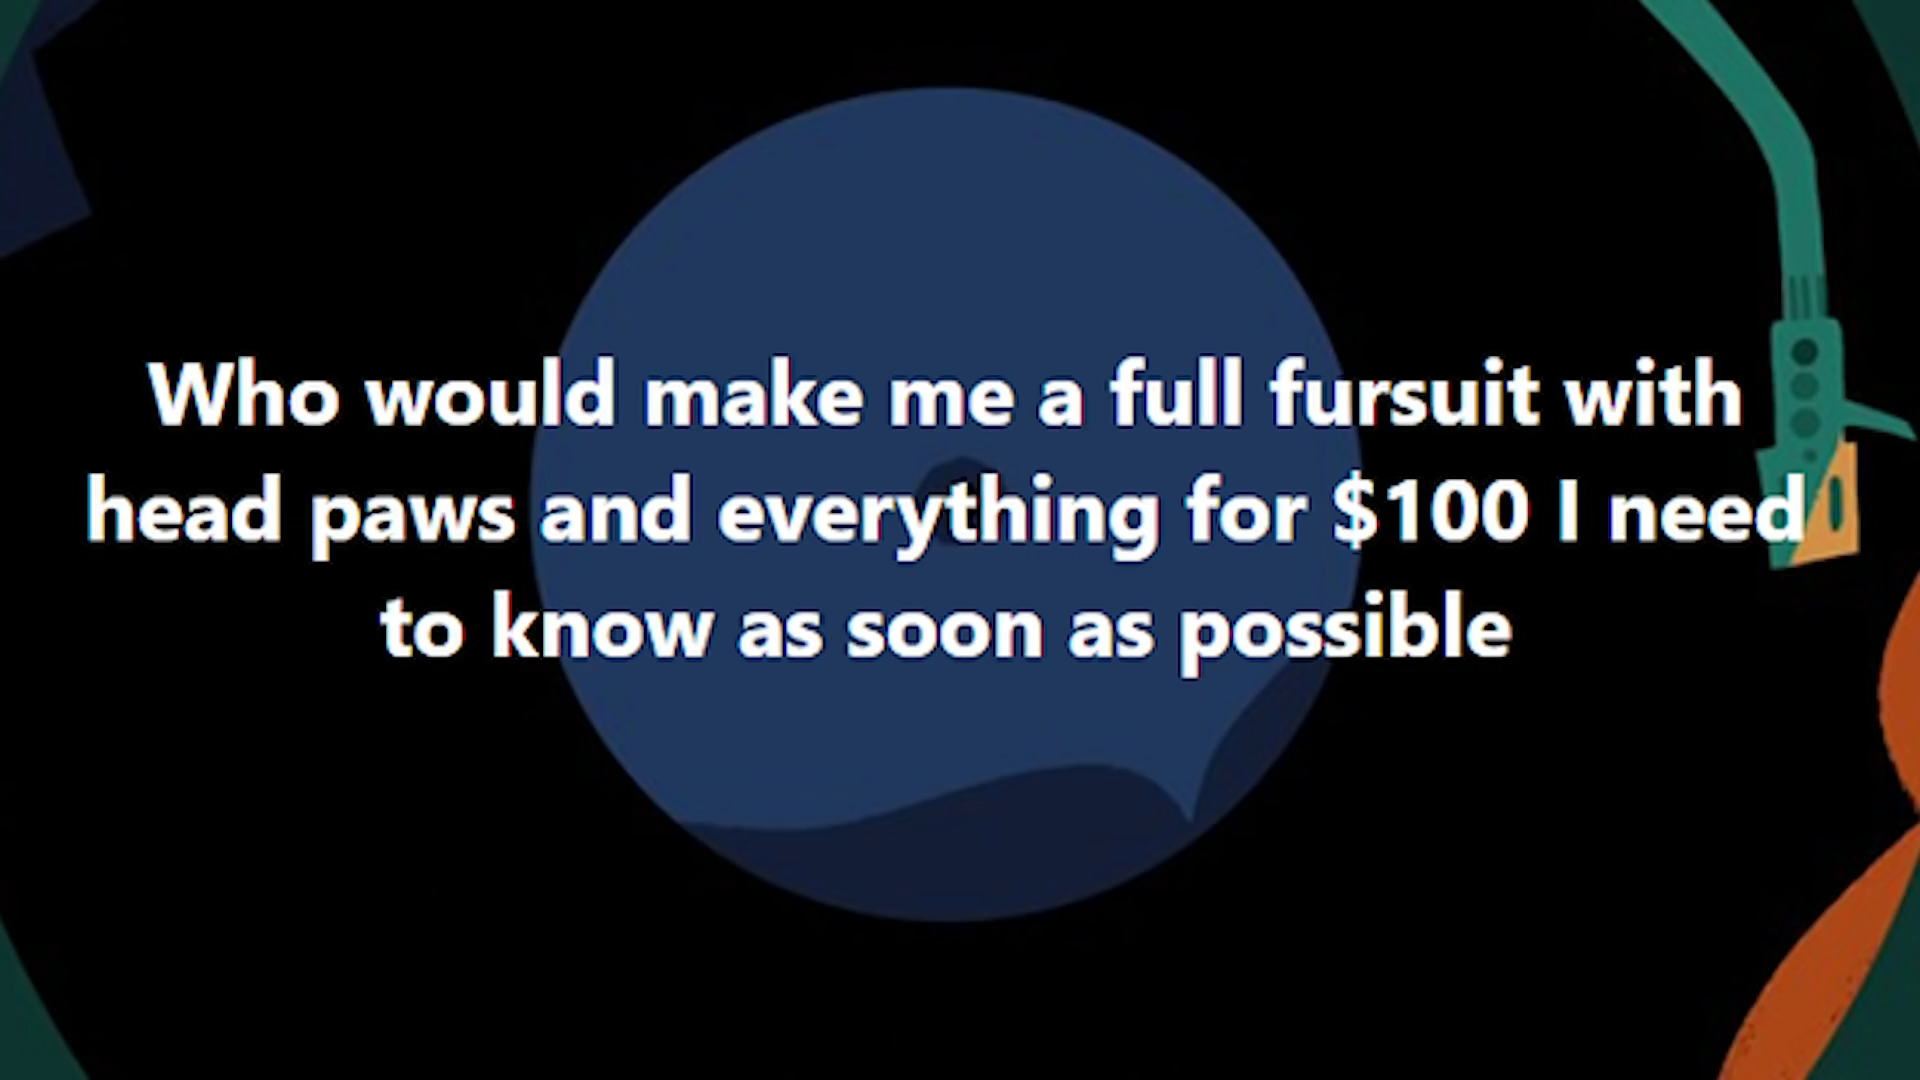 Who would make me a full fursuit with
head paws and everything for $100 I need
to know as soon as possible